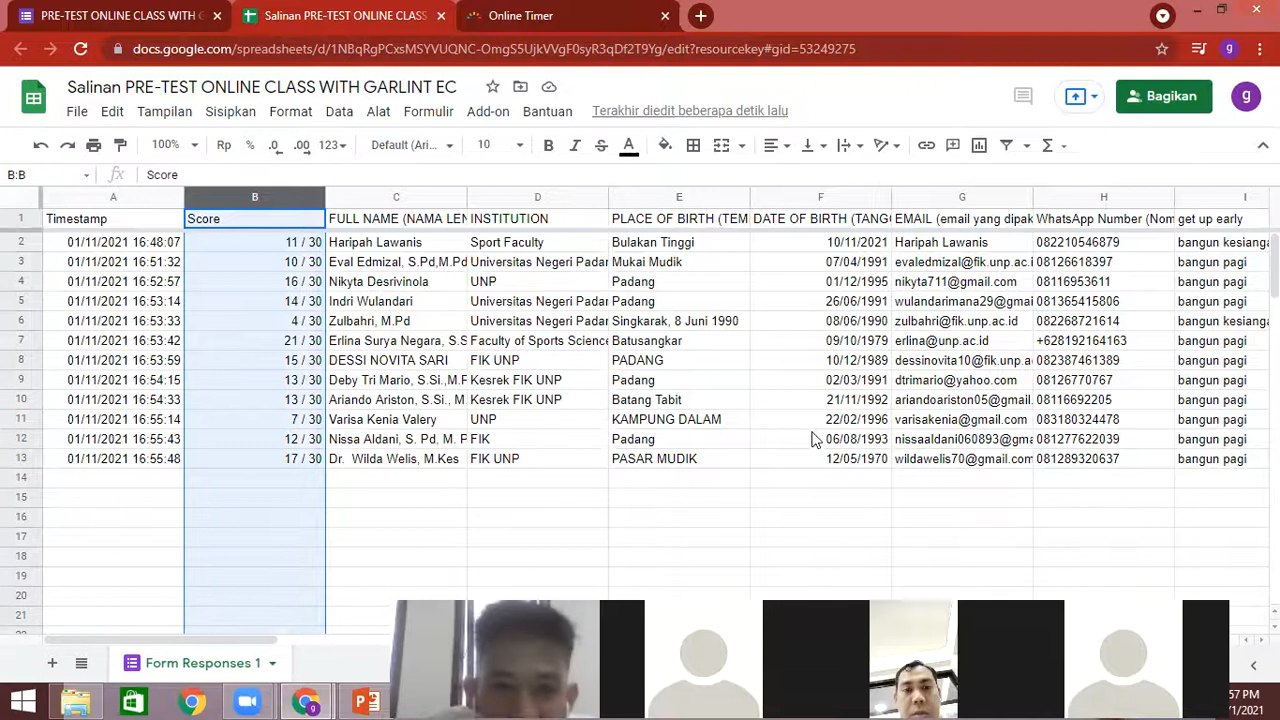 PRE-TEST ONLINE CLASS WITH G
Salinan PRE-TEST ONLINE CLASS
Online Timer
docs.google.com/spreadsheets/d/1NBqRgPCxsMSYVUQNC-OmgS5UjkVVgF0syR3qDf2T9Yg/edit?resourcekey#gid=53249275
g
Salinan PRE-TEST ONLINE CLASS WITH GARLINT EC
Bagikan
g
File Edit Tampilan Sisipkan Format Data Alat Formulir Add-on Bantuan Terakhir diedit beberapa detik lalu
100% Rp % .0 .00 123 Default (Ari... 10 B I S A
B:B fx Score
A B C D E F G H I
1 Timestamp Score FULL NAME (NAMA LEN INSTITUTION PLACE OF BIRTH (TEM DATE OF BIRTH (TANGG EMAIL (email yang dipak WhatsApp Number (Nom get up early
2 01/11/2021 16:48:07 11 / 30 Haripah Lawanis Sport Faculty Bulakan Tinggi 10/11/2021 Haripah Lawanis 082210546879 bangun kesianga
3 01/11/2021 16:51:32 10 / 30 Eval Edmizal, S.Pd,M.Pd Universitas Negeri Padan Mukai Mudik 07/04/1991 evaledmizal@fik.unp.ac.i 08126618397 bangun pagi
4 01/11/2021 16:52:57 16 / 30 Nikyta Desrivinola UNP Padang 01/12/1995 nikyta711@gmail.com 08116953611 bangun pagi
5 01/11/2021 16:53:14 14 / 30 Indri Wulandari Universitas Negeri Padan Padang 26/06/1991 wulandarimana29@gmai 081365415806 bangun pagi
6 01/11/2021 16:53:33 4 / 30 Zulbahri, M.Pd Universitas Negeri Padan Singkarak, 8 Juni 1990 08/06/1990 zulbahri@fik.unp.ac.id 082268721614 bangun kesianga
7 01/11/2021 16:53:42 21 / 30 Erlina Surya Negara, S.S Faculty of Sports Science Batusangkar 09/10/1979 erlina@unp.ac.id +628192164163 bangun pagi
8 01/11/2021 16:53:59 15 / 30 DESSI NOVITA SARI FIK UNP PADANG 10/12/1989 dessinovita10@fik.unp.a 082387461389 bangun pagi
9 01/11/2021 16:54:15 13 / 30 Deby Tri Mario, S.Si.,M.F Kesrek FIK UNP Padang 02/03/1991 dtrimario@yahoo.com 08126770767 bangun pagi
10 01/11/2021 16:54:33 13 / 30 Ariando Ariston, S.Si.,M Kesrek FIK UNP Batang Tabit 21/11/1992 ariandoariston05@gmail. 08116692205 bangun pagi
11 01/11/2021 16:55:14 7 / 30 Varisa Kenia Valery UNP KAMPUNG DALAM 22/02/1996 varisakenia@gmail.com 083180324478 bangun pagi
12 01/11/2021 16:55:43 12 / 30 Nissa Aldani, S. Pd, M. P FIK Padang 06/08/1993 nissaaldani060893@gma 081277622039 bangun pagi
13 01/11/2021 16:55:48 17 / 30 Dr. Wilda Welis, M.Kes FIK UNP PASAR MUDIK 12/05/1970 wildawelis70@gmail.com 081289320637 bangun pagi
14
15
16
17
18
19
20
21
Form Responses 1
:57 PM
/1/2021